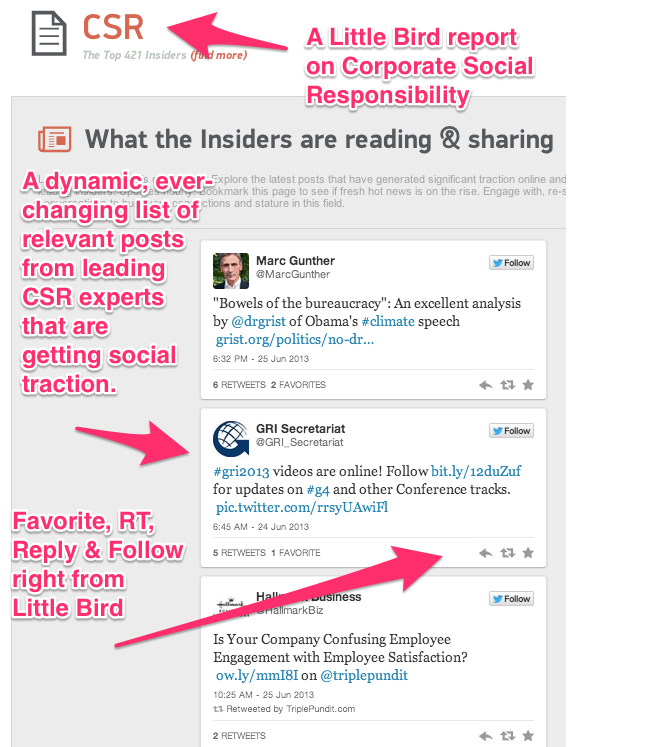 CSR
The Top 421 Insiders (find more)
A Little Bird report
on Corporate Social
Responsibility
What the Insiders are reading & sharing
Explore the latest posts that have generated significant traction online and
Bookmark this page to see if fresh hot news is on the rise. Engage with, re-s
and stature in this field.
A dynamic, ever-
changing list of
relevant posts
from leading
CSR experts
that are
getting social
traction.
Marc Gunther
@MarcGunther
Follow
"Bowels of the bureaucracy": An excellent analysis
by @drgrist of Obama's #climate speech
grist.org/politics/no-dr...
6:32 PM - 25 Jun 2013
6 RETWEETS 2 FAVORITES
GRI Secretariat
@GRI_Secretariat
Follow
#gri2013 videos are online! Follow bit.ly/12duZuf
for updates on #g4 and other Conference tracks.
pic.twitter.com/rrsyUAwiFl
6:45 AM - 24 Jun 2013
5 RETWEETS 1 FAVORITE
Favorite, RT,
Reply & Follow
right from
Little Bird
Hallmark
Hallmark Business
@HallmarkBiz
Follow
Is Your Company Confusing Employee
Engagement with Employee Satisfaction?
ow.ly/mmI8I on @triplepundit
10:25 AM - 25 Jun 2013
Retweeted by TriplePundit.com
2 RETWEETS